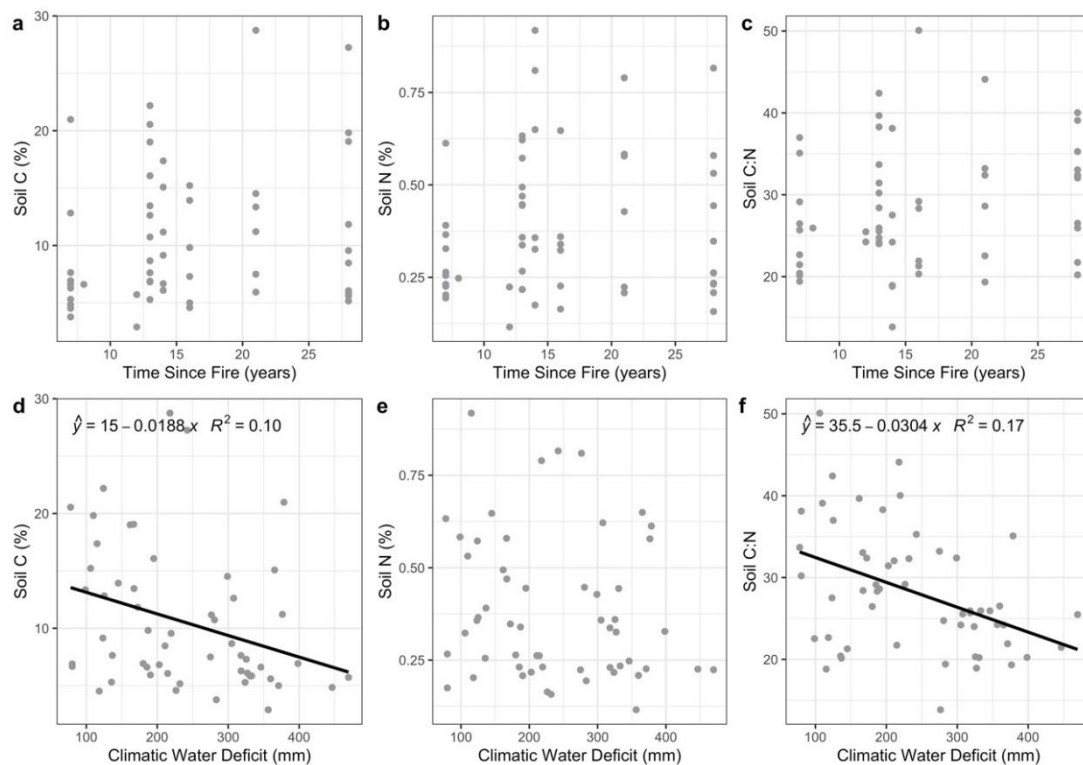 a
b
c
30
20
10
Soil C (%)
0.75
0.50
0.25
Soil N (%)
50
40
30
20
Soil C:N
10 15 20 25
Time Since Fire (years)
10 15 20 25
Time Since Fire (years)
10 15 20 25
Time Since Fire (years)
d
e
f
ŷ = 15 − 0.0188 x R² = 0.10
ŷ = 35.5 − 0.0304 x R² = 0.17
30
20
10
Soil C (%)
0.75
0.50
0.25
Soil N (%)
50
40
30
20
Soil C:N
100 200 300 400
Climatic Water Deficit (mm)
100 200 300 400
Climatic Water Deficit (mm)
100 200 300 400
Climatic Water Deficit (mm)